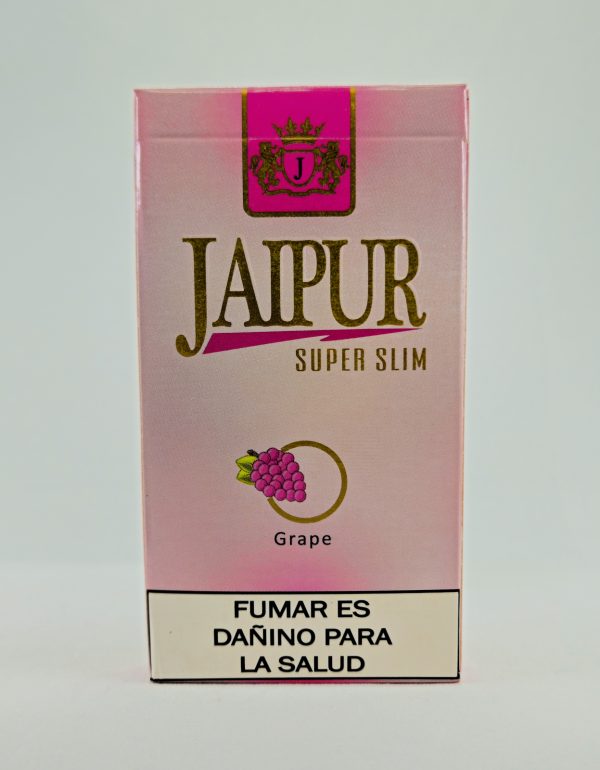 J
JAIPUR
SUPER SLIM
Grape
FUMAR ES
DAÑINO PARA
LA SALUD